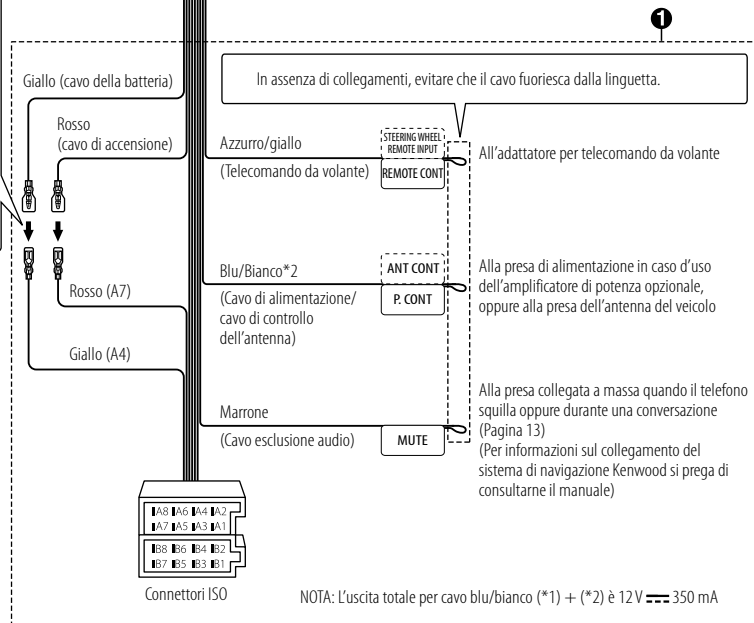 ❶
In assenza di collegamenti, evitare che il cavo fuoriesca dalla linguetta.
Giallo (cavo della batteria)
Rosso
(cavo di accensione)
Rosso (A7)
Giallo (A4)
Azzurro/giallo
(Telecomando da volante)
STEERING WHEEL
REMOTE INPUT
REMOTE CONT
All'adattatore per telecomando da volante
Blu/Bianco*2
(Cavo di alimentazione/
cavo di controllo
dell'antenna)
ANT CONT
P. CONT
Alla presa di alimentazione in caso d'uso
dell'amplificatore di potenza opzionale,
oppure alla presa dell'antenna del veicolo
Marrone
(Cavo esclusione audio)
MUTE
Alla presa collegata a massa quando il telefono
squilla oppure durante una conversazione
(Pagina 13)
(Per informazioni sul collegamento del
sistema di navigazione Kenwood si prega di
consultarne il manuale)
A8 A6 A4 A2
A7 A5 A3 A1
B8 B6 B4 B2
B7 B5 B3 B1
Connettori ISO
NOTA: L'uscita totale per cavo blu/bianco (*1) + (*2) è 12 V ⎓ 350 mA